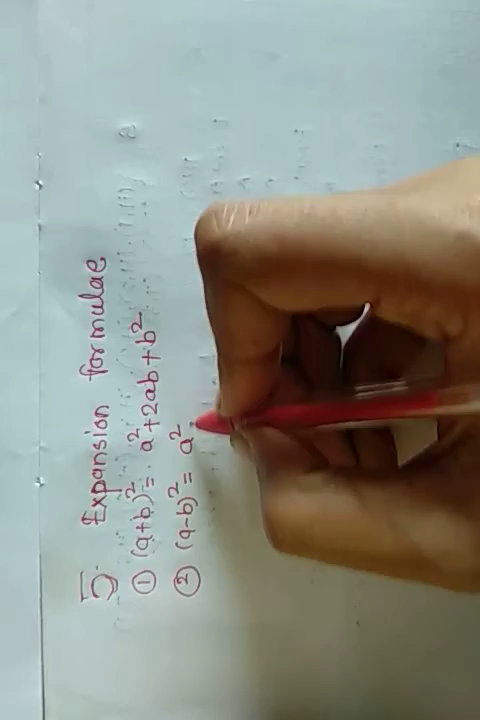 5. Expansion formulae
① (a+b)² = a²+2ab+b²
② (a-b)² = a²